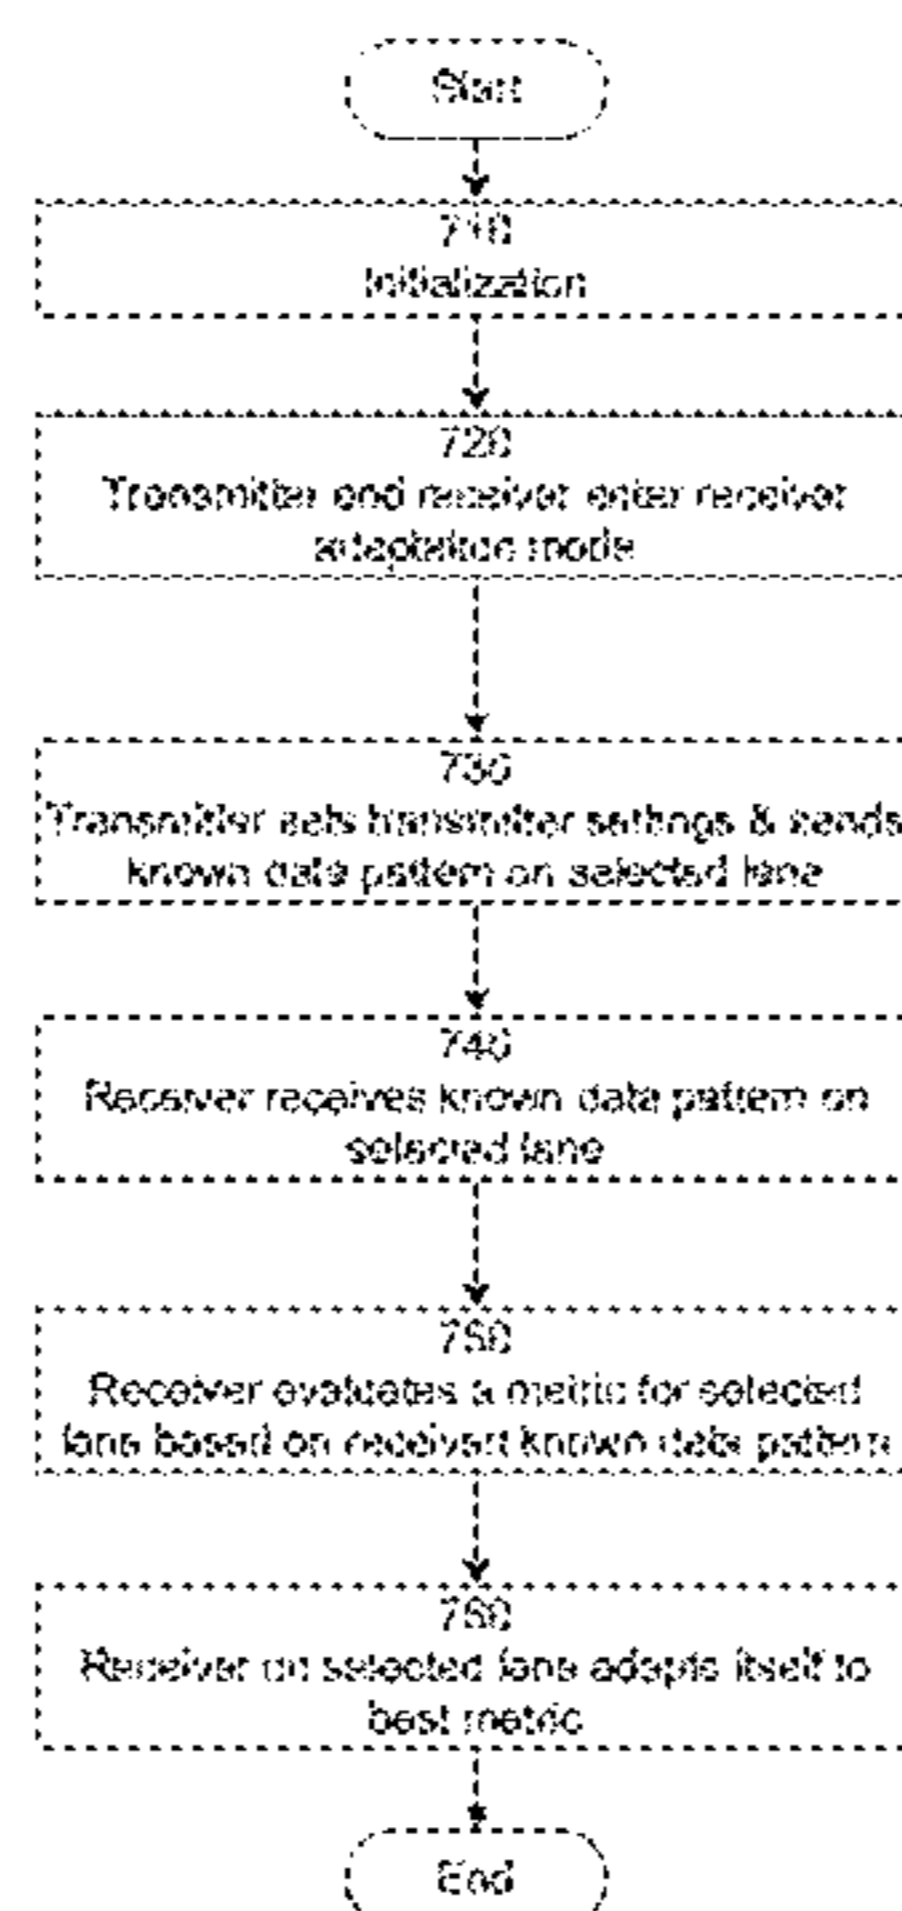 Start
710
Initialization
720
Transmitter and receiver enter receiver
adaptation mode
730
Transmitter sets transmitter settings & sends
known data pattern on selected lane
740
Receiver receives known data pattern on
selected lane
750
Receiver evaluates a metric for selected
lane based on received known data pattern
760
Receiver on selected lane adapts itself to
best metric
End